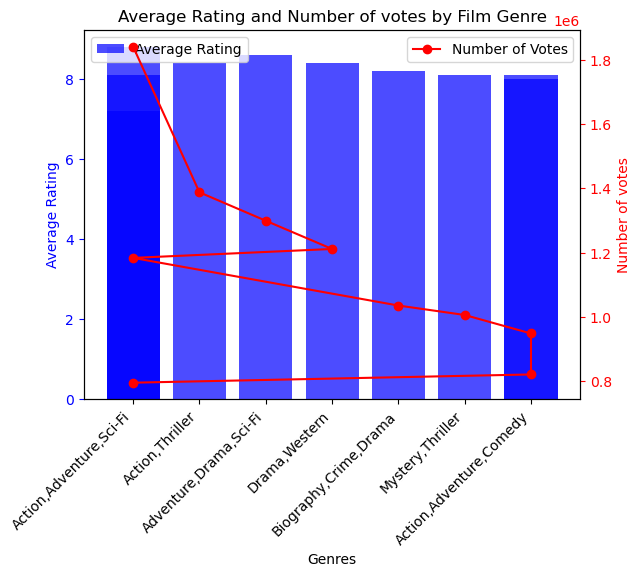 Average Rating and Number of votes by Film Genre
1e6
Average Rating
Number of Votes
8
6
4
2
0
Average Rating
1.8
1.6
1.4
1.2
1.0
0.8
Number of votes
Action,Adventure,Sci-Fi
Action,Thriller
Adventure,Drama,Sci-Fi
Drama,Western
Biography,Crime,Drama
Mystery,Thriller
Action,Adventure,Comedy
Genres